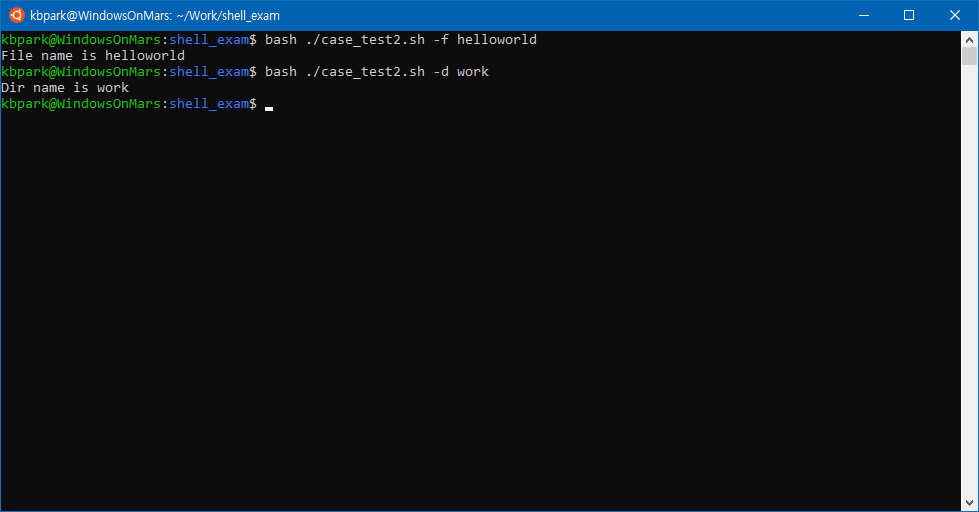 kbpark@WindowsOnMars: ~/Work/shell_exam
kbpark@WindowsOnMars:shell_exam$ bash ./case_test2.sh -f helloworld
File name is helloworld
kbpark@WindowsOnMars:shell_exam$ bash ./case_test2.sh -d work
Dir name is work
kbpark@WindowsOnMars:shell_exam$